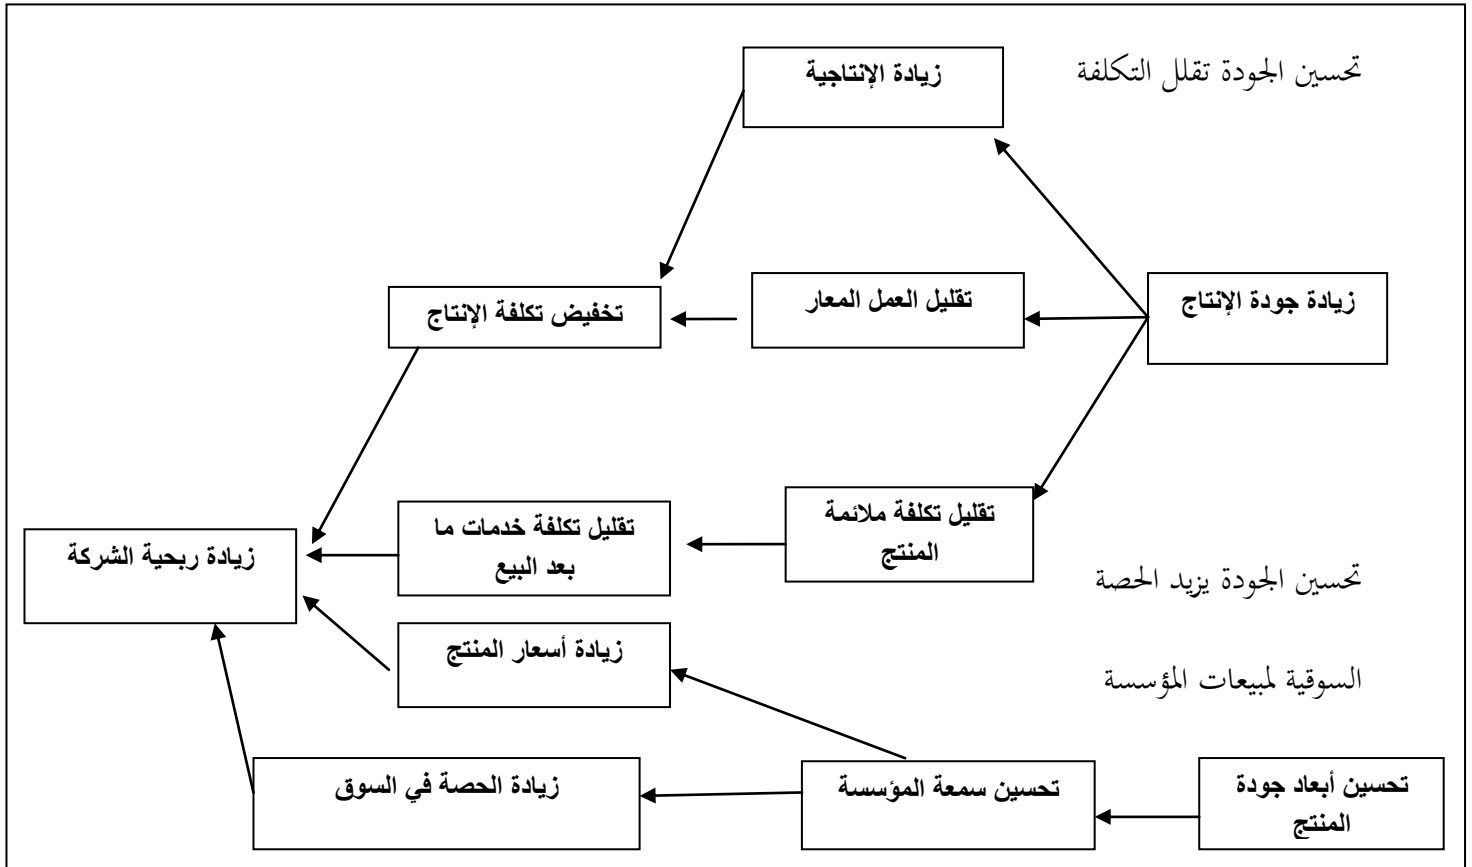 تحسين الجودة تقلل التكلفة
زيادة الإنتاجية
زيادة جودة الإنتاج
تقليل العمل المعار
تخفيض تكلفة الإنتاج
تقليل تكلفة ملائمة
المنتج
تقليل تكلفة خدمات ما
بعد البيع
زيادة ربحية الشركة
تحسين الجودة يزيد الحصة
السوقية لمبيعات المؤسسة
زيادة أسعار المنتج
تحسين أبعاد جودة
المنتج
تحسين سمعة المؤسسة
زيادة الحصة في السوق